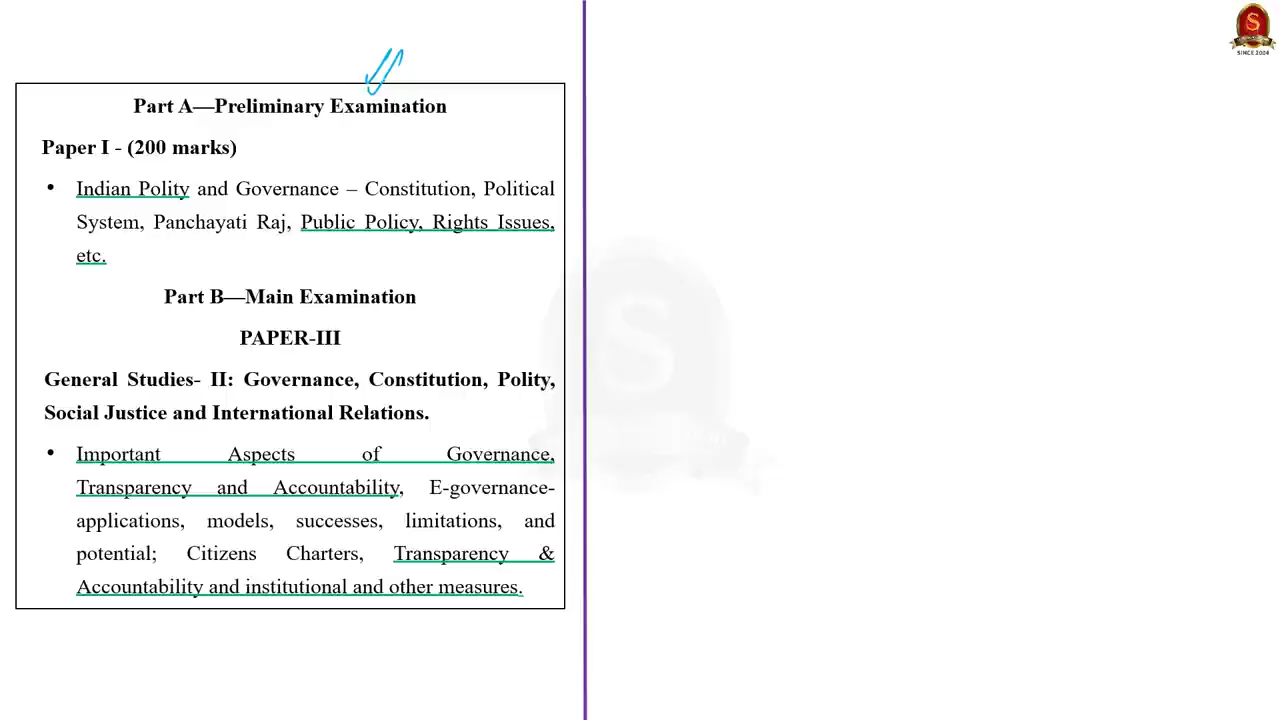 Part A—Preliminary Examination
Paper I - (200 marks)
• Indian Polity and Governance – Constitution, Political
System, Panchayati Raj, Public Policy, Rights Issues,
etc.
Part B—Main Examination
PAPER-III
General Studies- II: Governance, Constitution, Polity,
Social Justice and International Relations.
• Important Aspects of Governance,
Transparency and Accountability, E-governance-
applications, models, successes, limitations, and
potential; Citizens Charters, Transparency &
Accountability and institutional and other measures.
S
SINCE 2004
S